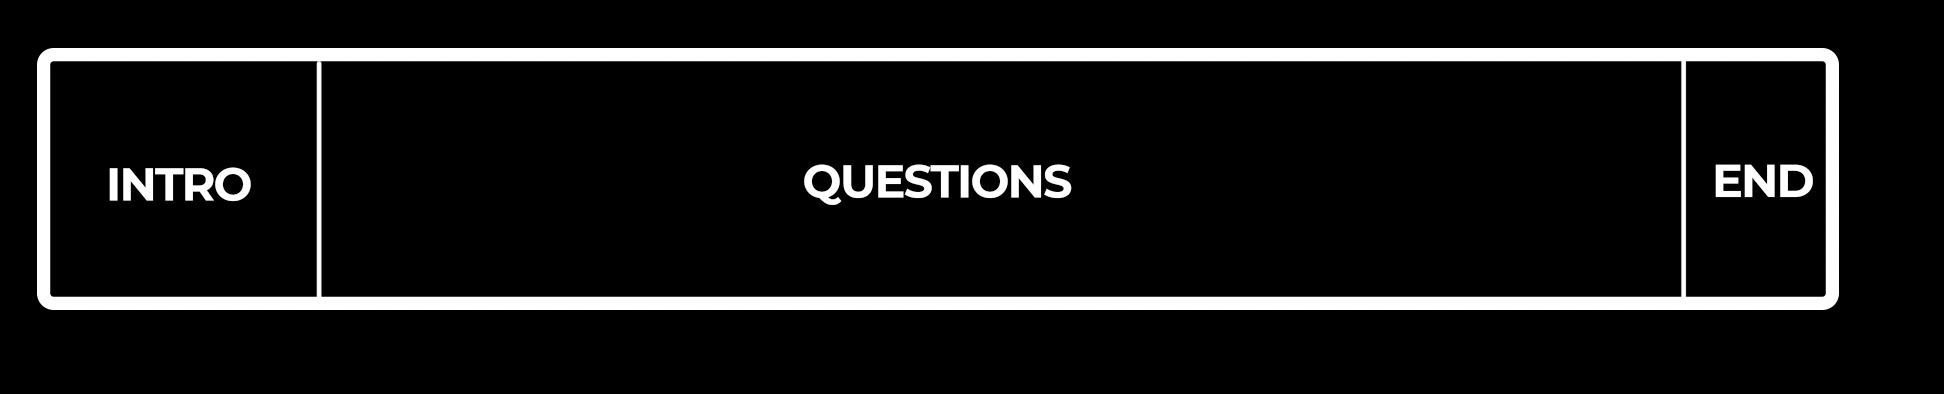 INTRO QUESTIONS END